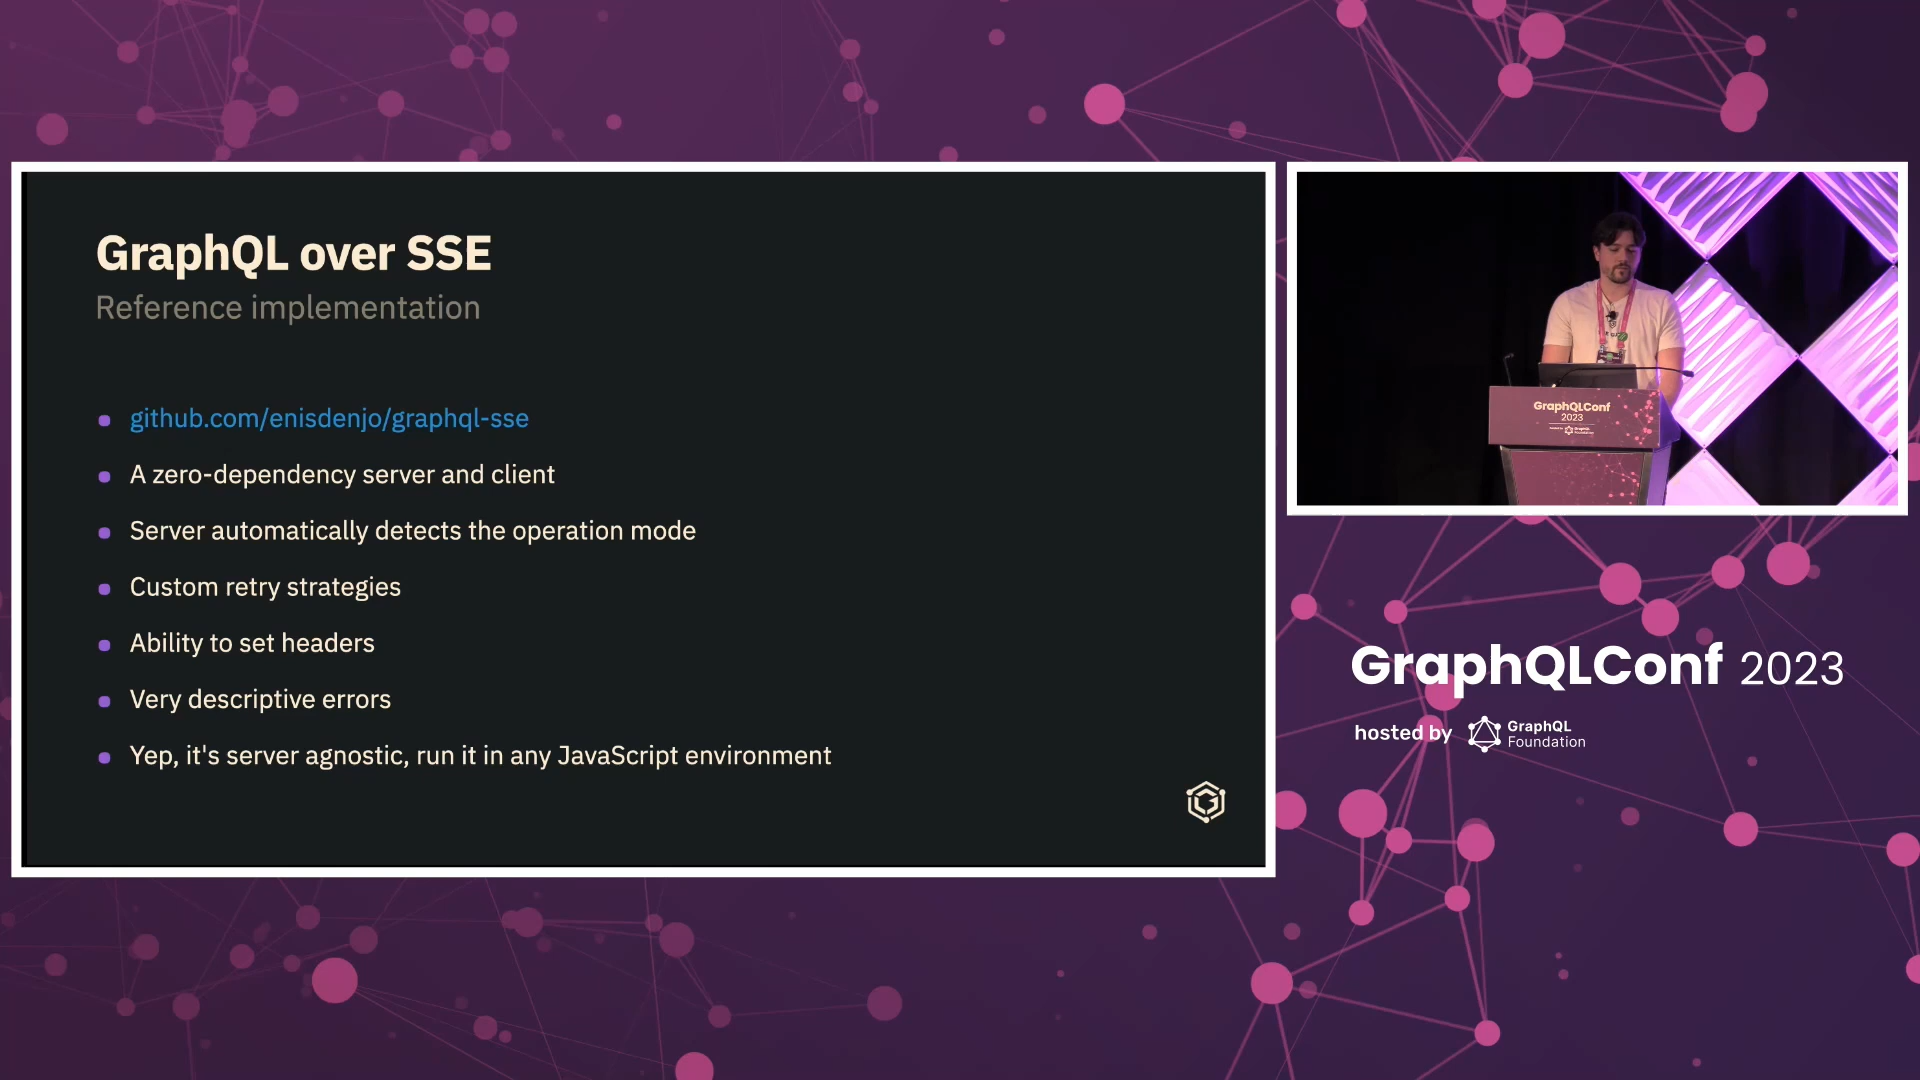 GraphQL over SSE
Reference implementation
github.com/enisdenjo/graphql-sse
A zero-dependency server and client
Server automatically detects the operation mode
Custom retry strategies
Ability to set headers
Very descriptive errors
Yep, it's server agnostic, run it in any JavaScript environment
GraphQLConf
2023
GraphQLConf 2023
hosted by GraphQL Foundation